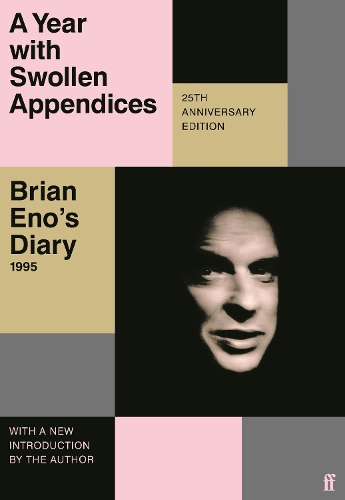 A Year
with
Swollen
Appendices
25TH
ANNIVERSARY
EDITION
Brian
Eno's
Diary
1995
WITH A NEW
INTRODUCTION
BY THE AUTHOR
ff